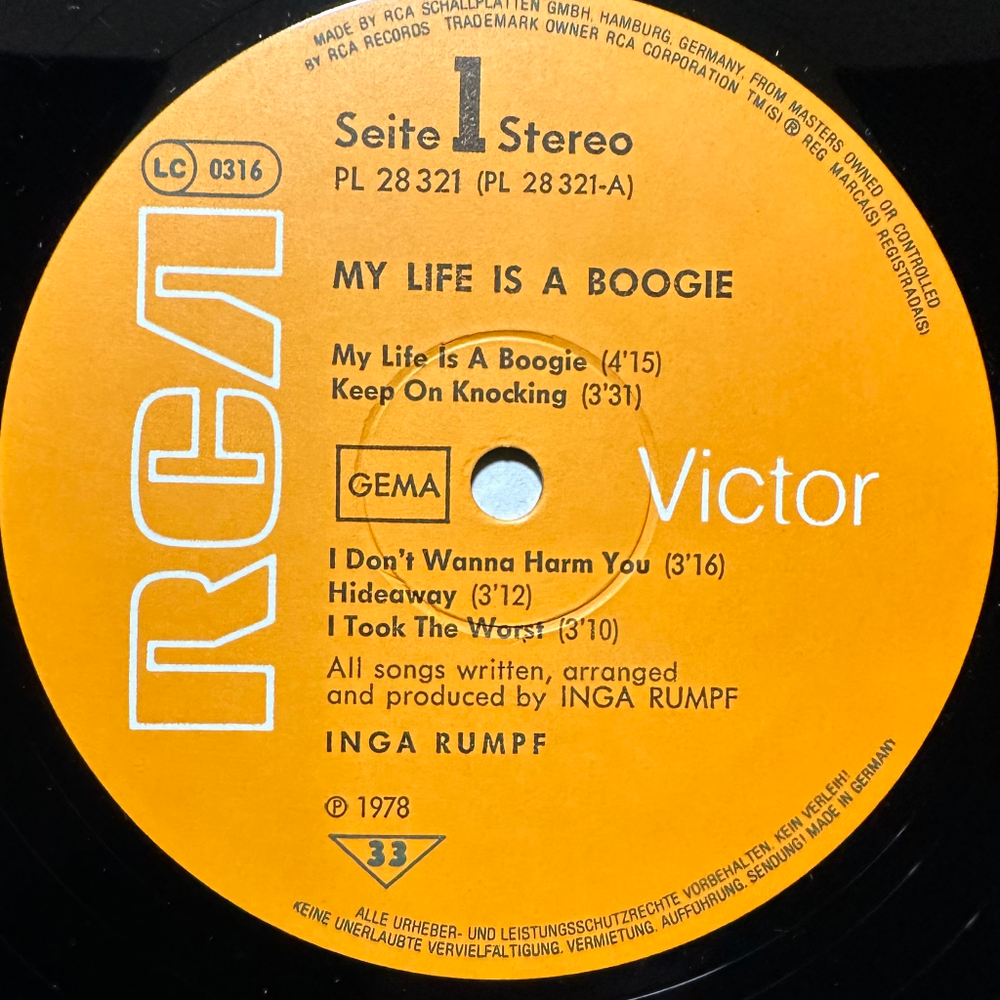 MADE BY RCA SCHALLPLATTEN GMBH, HAMBURG, GERMANY, FROM MASTERS OWNED OR CONTROLLED
BY RCA RECORDS TRADEMARK OWNER RCA CORPORATION TM(S) ® REG. MARCA(S) REGISTRADA(S)
Seite 1 Stereo
LC 0316
PL 28 321 (PL 28 321-A)
RCA
MY LIFE IS A BOOGIE
My Life Is A Boogie (4'15)
Keep On Knocking (3'31)
GEMA
Victor
I Don't Wanna Harm You (3'16)
Hideaway (3'12)
I Took The Worst (3'10)
All songs written, arranged
and produced by INGA RUMPF
INGA RUMPF
℗ 1978
33
ALLE URHEBER- UND LEISTUNGSSCHUTZRECHTE VORBEHALTEN. KEIN VERLEIH!
KEINE UNERLAUBTE VERVIELFÄLTIGUNG. VERMIETUNG. AUFFÜHRUNG. SENDUNG! MADE IN GERMANY